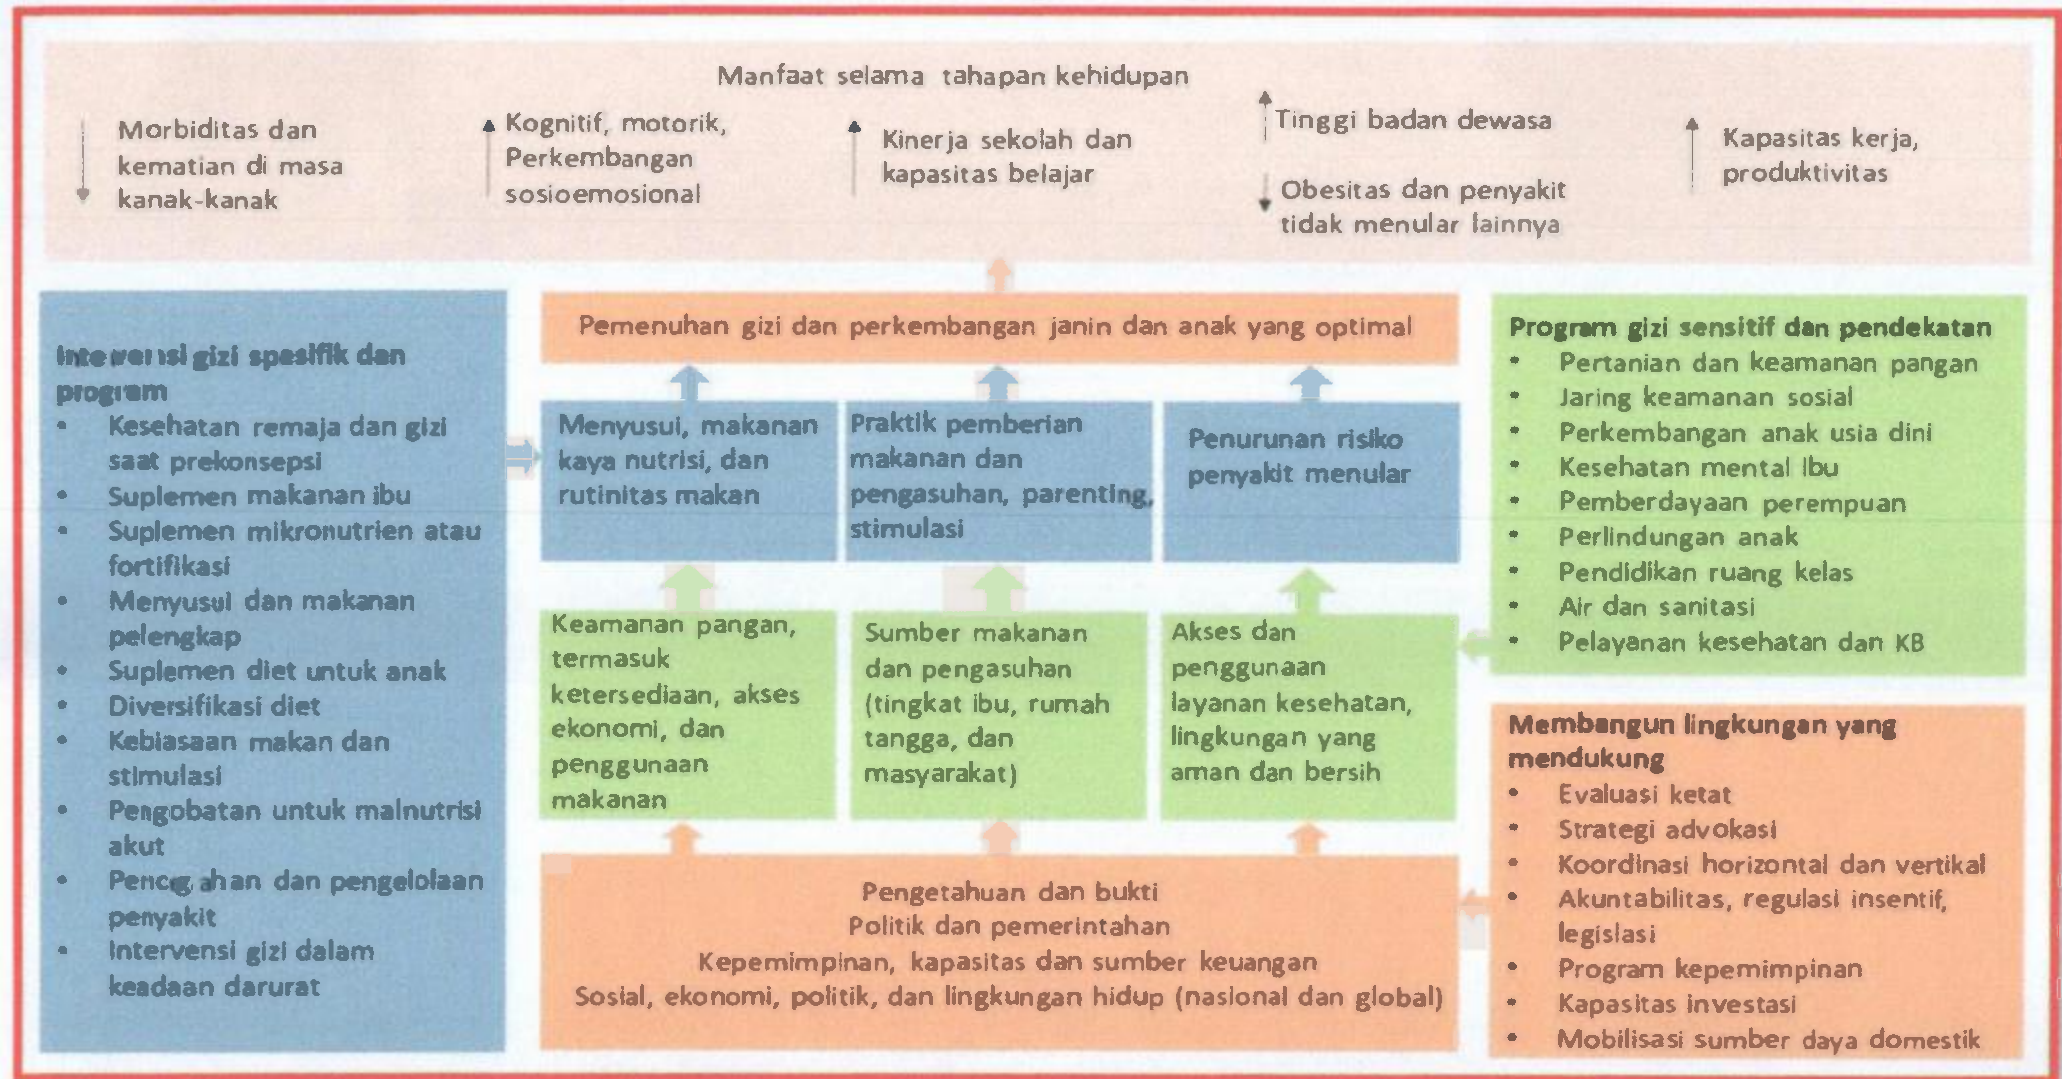 Manfaat selama tahapan kehidupan
Morbiditas dan
kematian di masa
kanak-kanak
Kognitif, motorik,
Perkembangan
sosioemosional
Kinerja sekolah dan
kapasitas belajar
Tinggi badan dewasa
Obesitas dan penyakit
tidak menular lainnya
Kapasitas kerja,
produktivitas
gizi spasifik dan
program
• Kesehatan remaja dan gizi
saat prekonsepsi
• Suplemen makanan ibu
• Suplemen mikronutrien atau
fortifikasi
• Menyusui dan makanan
pelengkap
• Suplemen diet untuk anak
• Diversifikasi diet
• Kebiasaan makan dan
stimulasi
• Pengobatan untuk malnutrisi
akut
• dan pengelolaan
penyakit
• Intervensi gizi dalam
keadaan darurat
Pemenuhan gizi dan perkembangan janin dan anak yang optimal
Menyusui, makanan
kaya nutrisi, dan
rutinitas makan
Praktik pemberian
makanan dan
pengasuhan, parenting,
stimulasi
Penurunan risiko
penyakit menular
Keamanan pangan,
termasuk
ketersediaan, akses
ekonomi, dan
penggunaan
makanan
Sumber makanan
dan pengasuhan
(tingkat ibu, rumah
tangga, dan
masyarakat)
Akses dan
penggunaan
layanan kesehatan,
lingkungan yang
aman dan bersih
Pengetahuan dan bukti
Politik dan pemerintahan
Kepemimpinan, kapasitas dan sumber keuangan
Sosial, ekonomi, politik, dan lingkungan hidup (nasional dan global)
Program gizi sensitif dan pendekatan
• Pertanian dan keamanan pangan
• Jaring keamanan sosial
• Perkembangan anak usia dini
• Kesehatan mental Ibu
• Pemberdayaan perempuan
• Perlindungan anak
• Pendidikan ruang kelas
• Air dan sanitasi
• Pelayanan kesehatan dan KB
Membangun lingkungan yang
mendukung
• Evaluasi ketat
• Strategi advokasi
• Koordinasi horizontal dan vertikal
• Akuntabilitas, regulasi insentif,
legislasi
• Program kepemimpinan
• Kapasitas investasi
• Mobilisasi sumber daya domestik